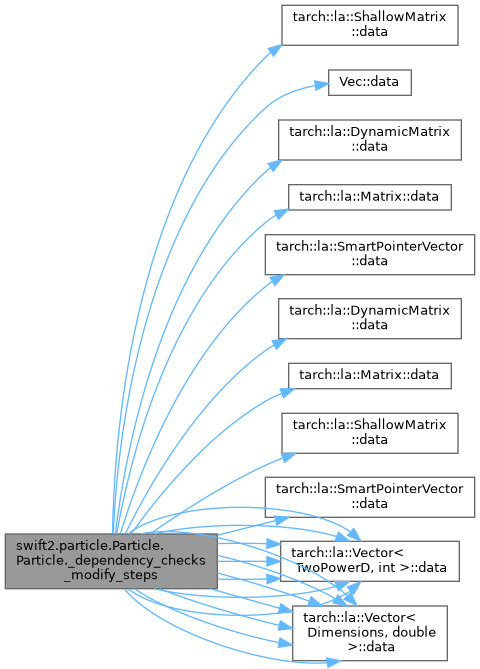 tarch::la::ShallowMatrix
::data
Vec::data
tarch::la::DynamicMatrix
::data
tarch::la::Matrix::data
tarch::la::SmartPointerVector
::data
tarch::la::DynamicMatrix
::data
tarch::la::Matrix::data
tarch::la::ShallowMatrix
::data
tarch::la::SmartPointerVector
::data
swift2.particle.Particle.
Particle._dependency_checks
_modify_steps
tarch::la::Vector<
TwoPowerD, int >::data
tarch::la::Vector<
Dimensions, double
>::data